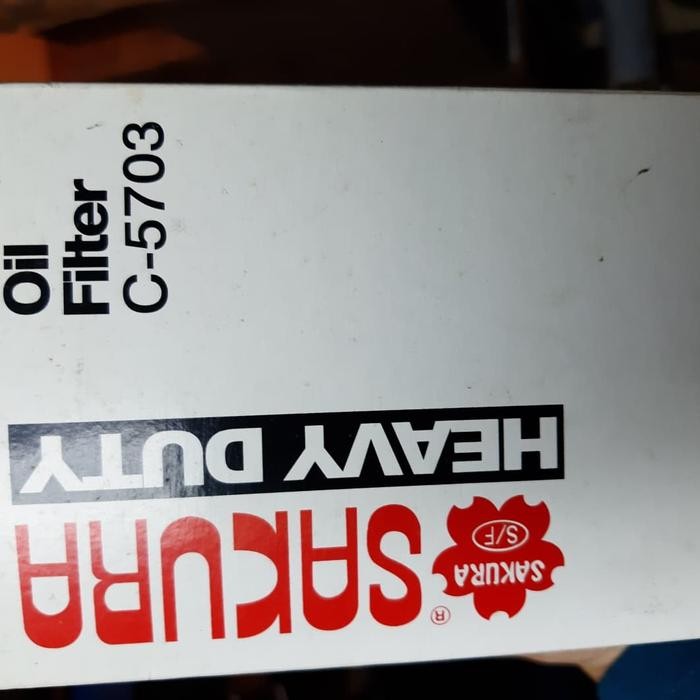 Oil
Filter
C-5703
SAKURA ®
SAKURA
S/F
HEAVY DUTY